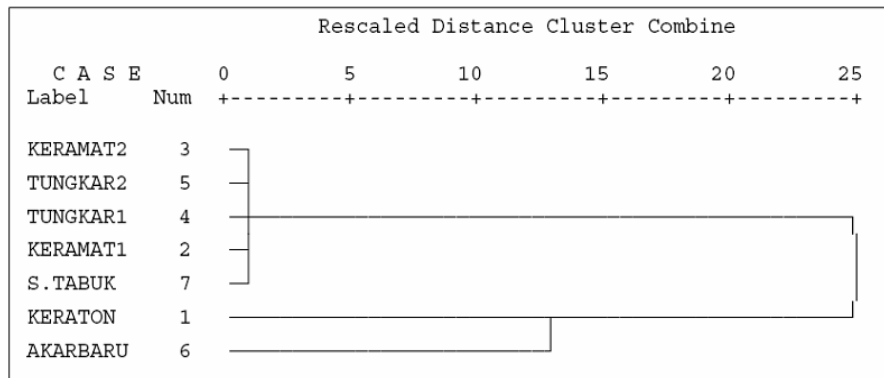 Rescaled Distance Cluster Combine
C A S E 0 5 10 15 20 25
Label Num +---------+---------+---------+---------+---------+
KERAMAT2 3
TUNGKAR2 5
TUNGKAR1 4
KERAMAT1 2
S.TABUK 7
KERATON 1
AKARBARU 6